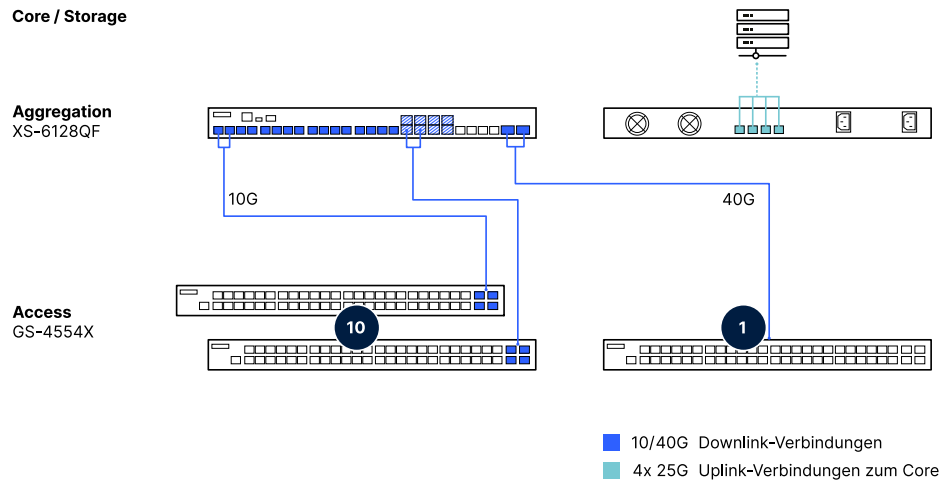 Core / Storage
Aggregation
XS-6128QF
10G
40G
Access
GS-4554X
10
1
10/40G Downlink-Verbindungen
4x 25G Uplink-Verbindungen zum Core